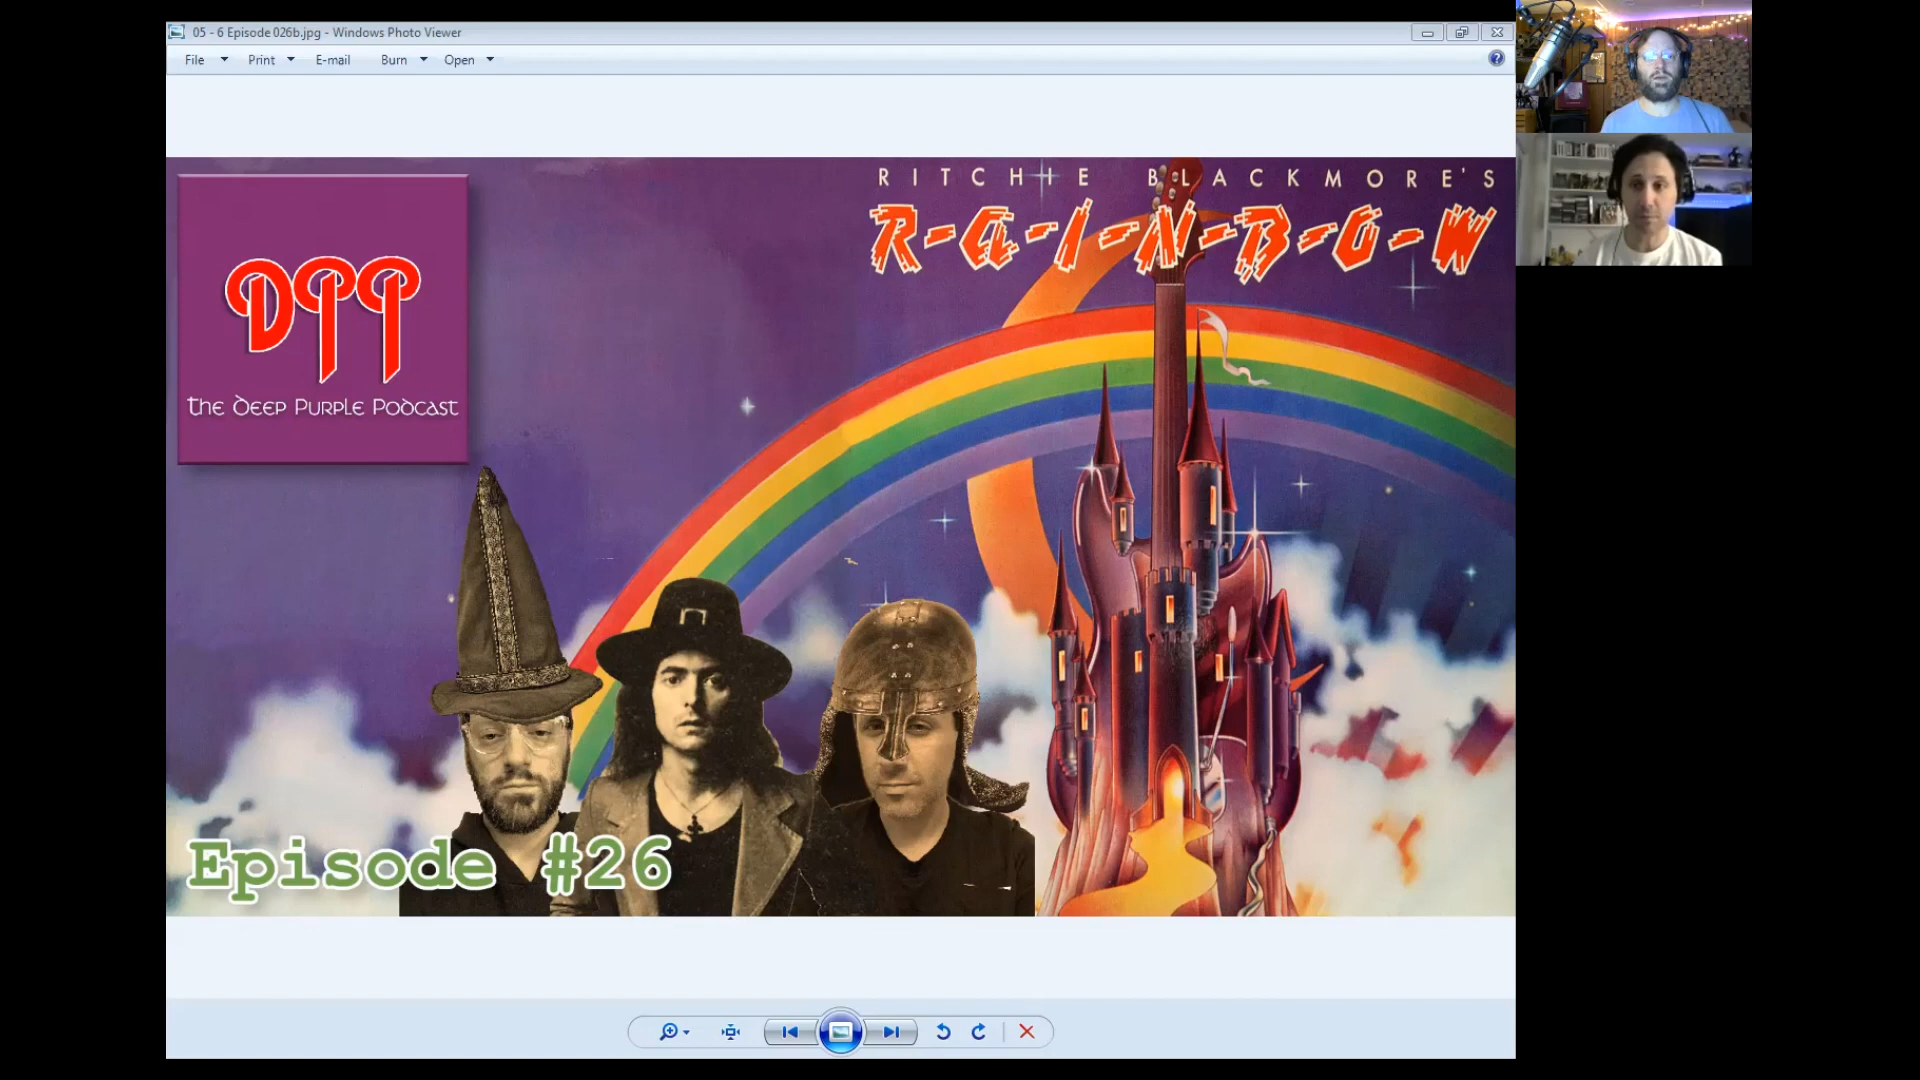 05 - 6 Episode 026b.jpg - Windows Photo Viewer
File Print E-mail Burn Open
RITCHIE BLACKMORE'S
R-A-I-N-B-O-W
DPP
The Deep Purple Podcast
Episode #26